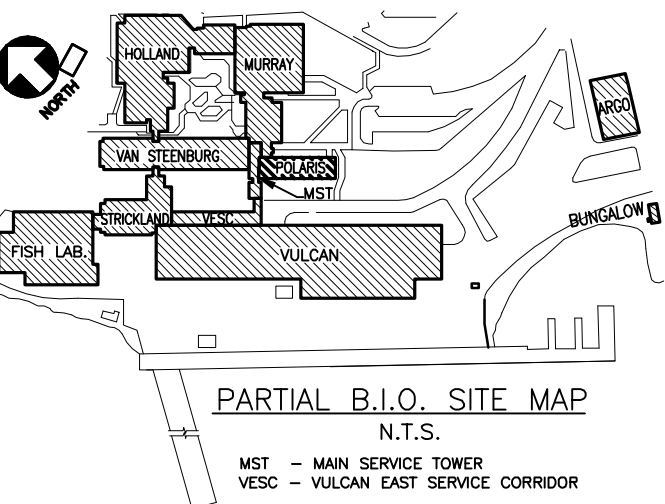 NORTH
HOLLAND
MURRAY
ARGO
VAN STEENBURG
POLARIS
MST
STRICKLAND
VESC
BUNGALOW
FISH LAB.
VULCAN
PARTIAL B.I.O. SITE MAP
N.T.S.
MST – MAIN SERVICE TOWER
VESC – VULCAN EAST SERVICE CORRIDOR